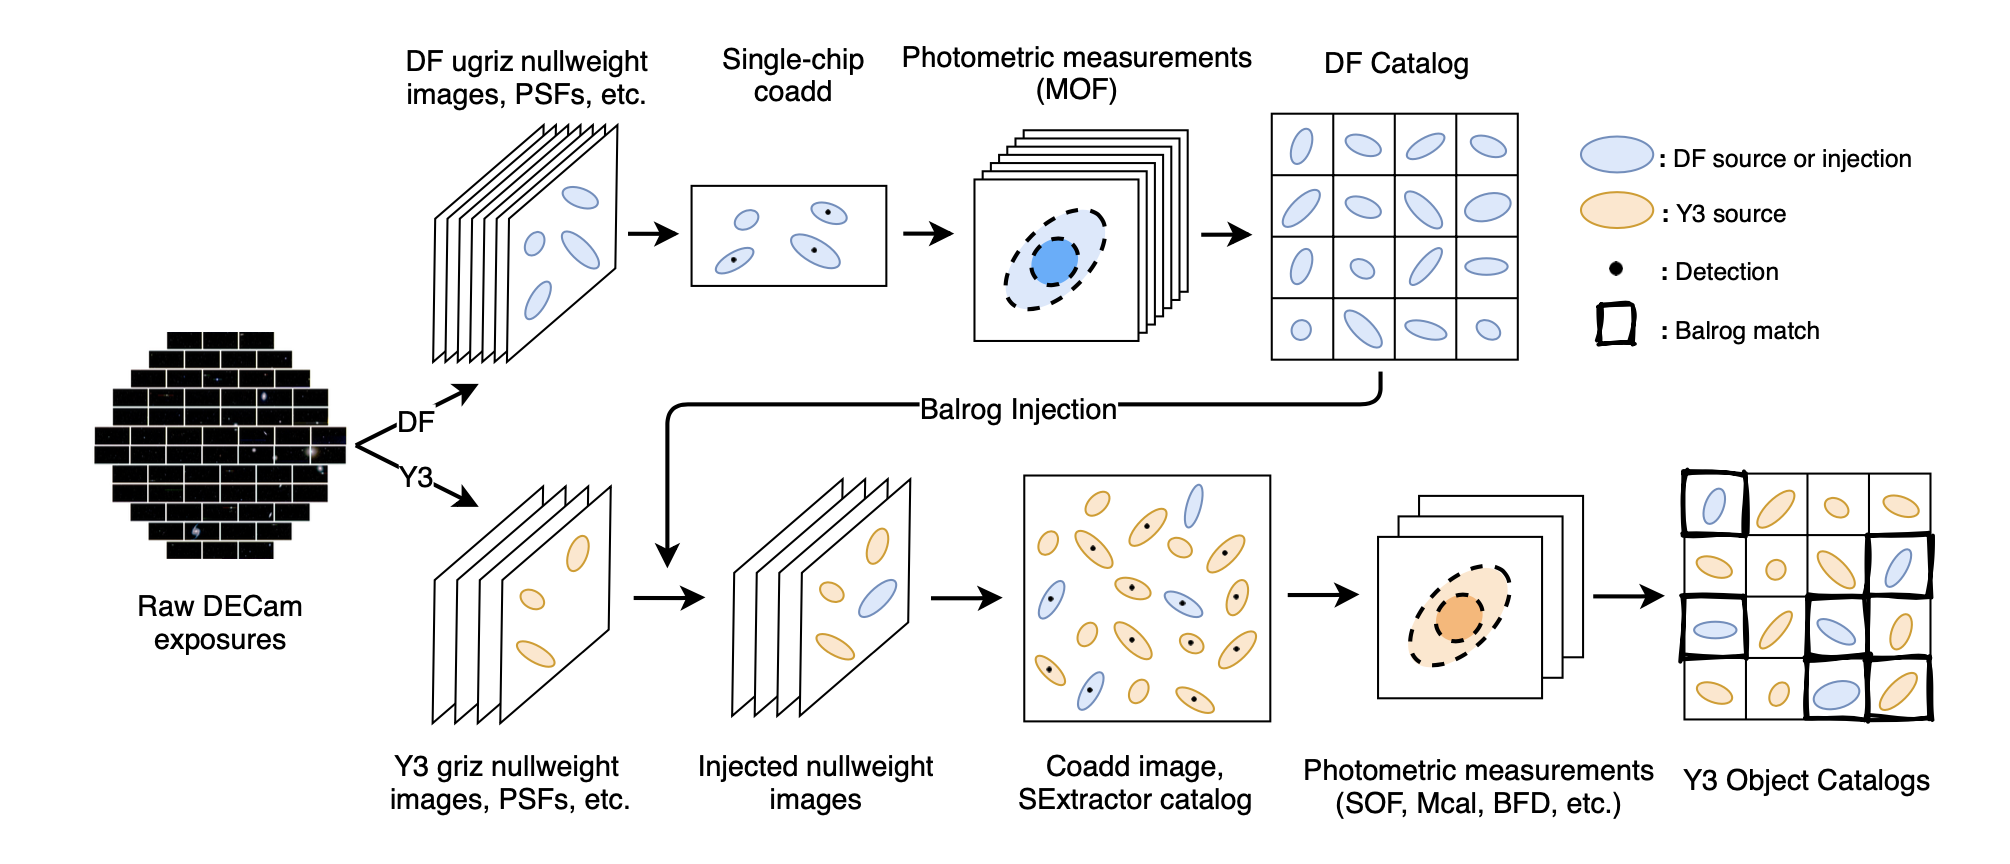 DF ugriz nullweight
images, PSFs, etc.
Single-chip
coadd
Photometric measurements
(MOF)
DF Catalog
: DF source or injection
: Y3 source
: Detection
: Balrog match
DF
Balrog Injection
Y3
Raw DECam
exposures
Y3 griz nullweight
images, PSFs, etc.
Injected nullweight
images
Coadd image,
SExtractor catalog
Photometric measurements
(SOF, Mcal, BFD, etc.)
Y3 Object Catalogs